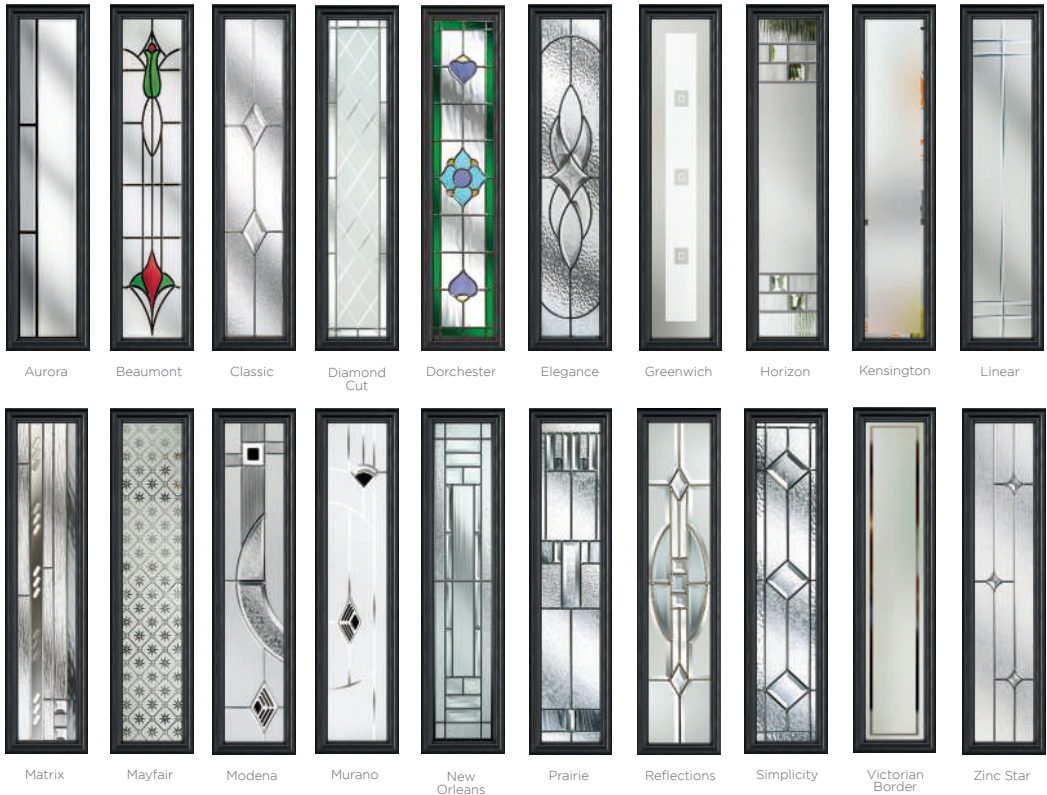 Aurora
Beaumont
Classic
Diamond
Cut
Dorchester
Elegance
Greenwich
Horizon
Kensington
Linear
Matrix
Mayfair
Modena
Murano
New
Orleans
Prairie
Reflections
Simplicity
Victorian
Border
Zinc Star